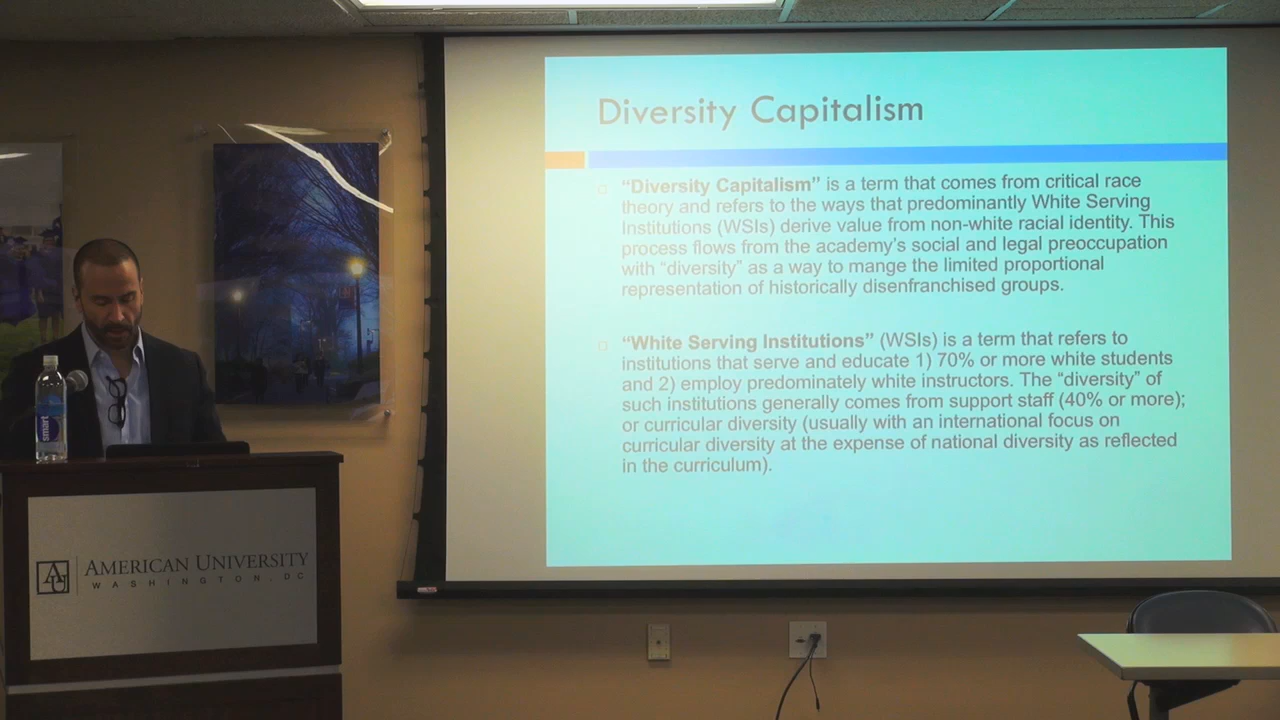 Diversity Capitalism
“Diversity Capitalism” is a term that comes from critical race
theory and refers to the ways that predominantly White Serving
Institutions (WSIs) derive value from non-white racial identity. This
process flows from the academy’s social and legal preoccupation
with “diversity” as a way to mange the limited proportional
representation of historically disenfranchised groups.
“White Serving Institutions” (WSIs) is a term that refers to
institutions that serve and educate 1) 70% or more white students
and 2) employ predominately white instructors. The “diversity” of
such institutions generally comes from support staff (40% or more);
or curricular diversity (usually with an international focus on
curricular diversity at the expense of national diversity as reflected
in the curriculum).
smart
AU
AMERICAN UNIVERSITY
WASHINGTON, DC